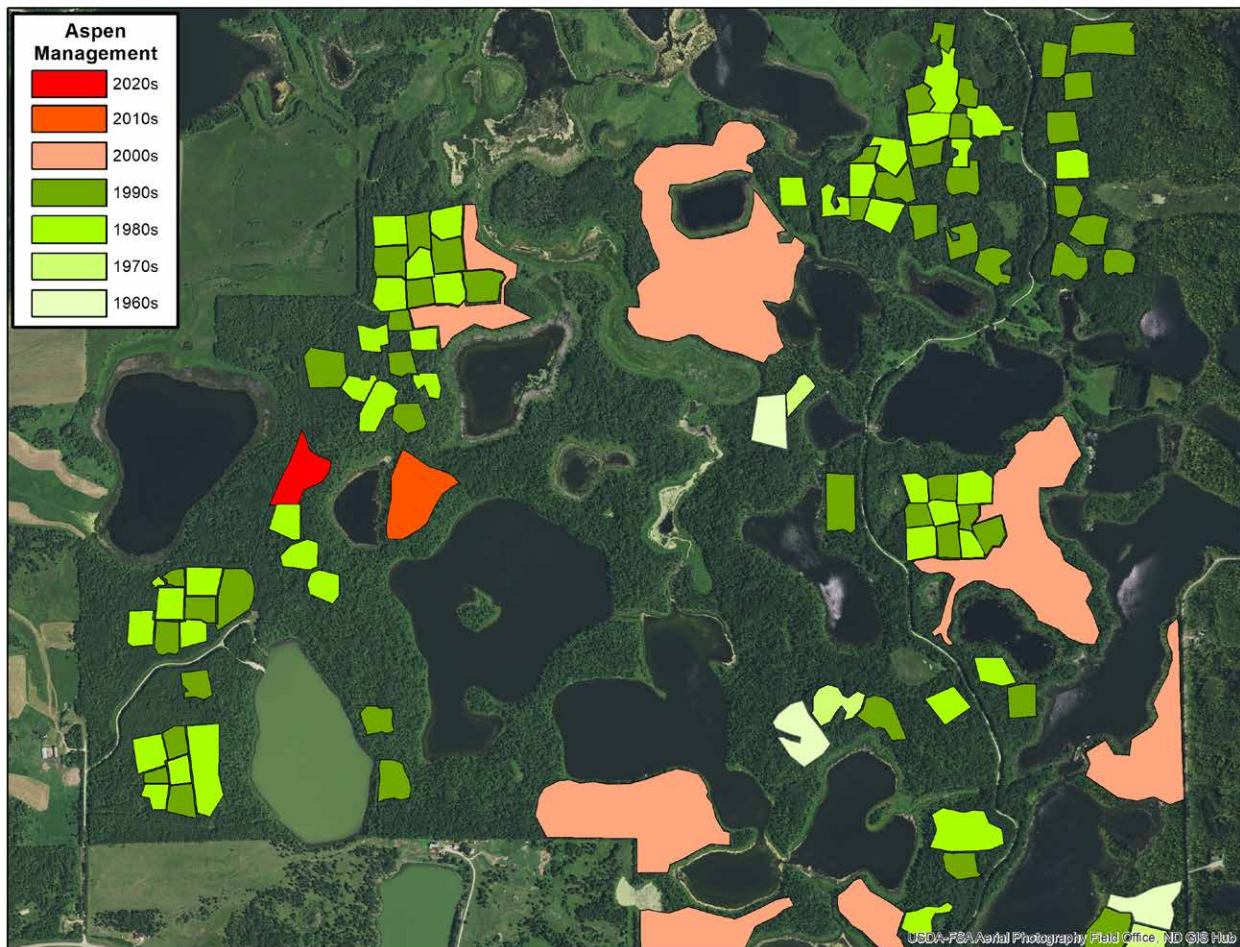 Aspen
Management
2020s
2010s
2000s
1990s
1980s
1970s
1960s
USDA-FSA Aerial Photography Field Office, ND GIS Hub